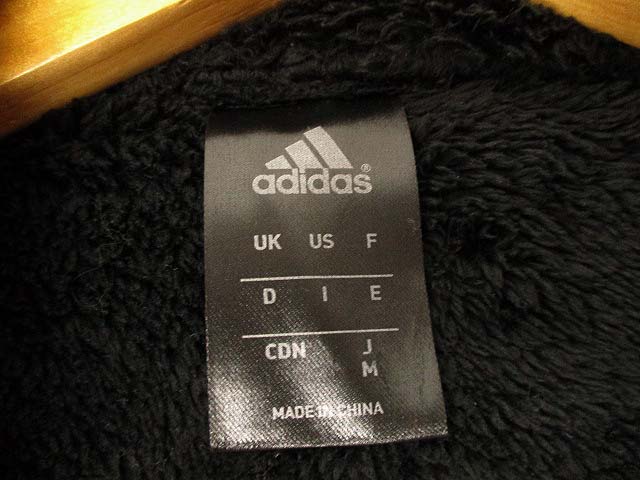 adidas®
UK US F
D I E
CDN J
M
MADE IN CHINA